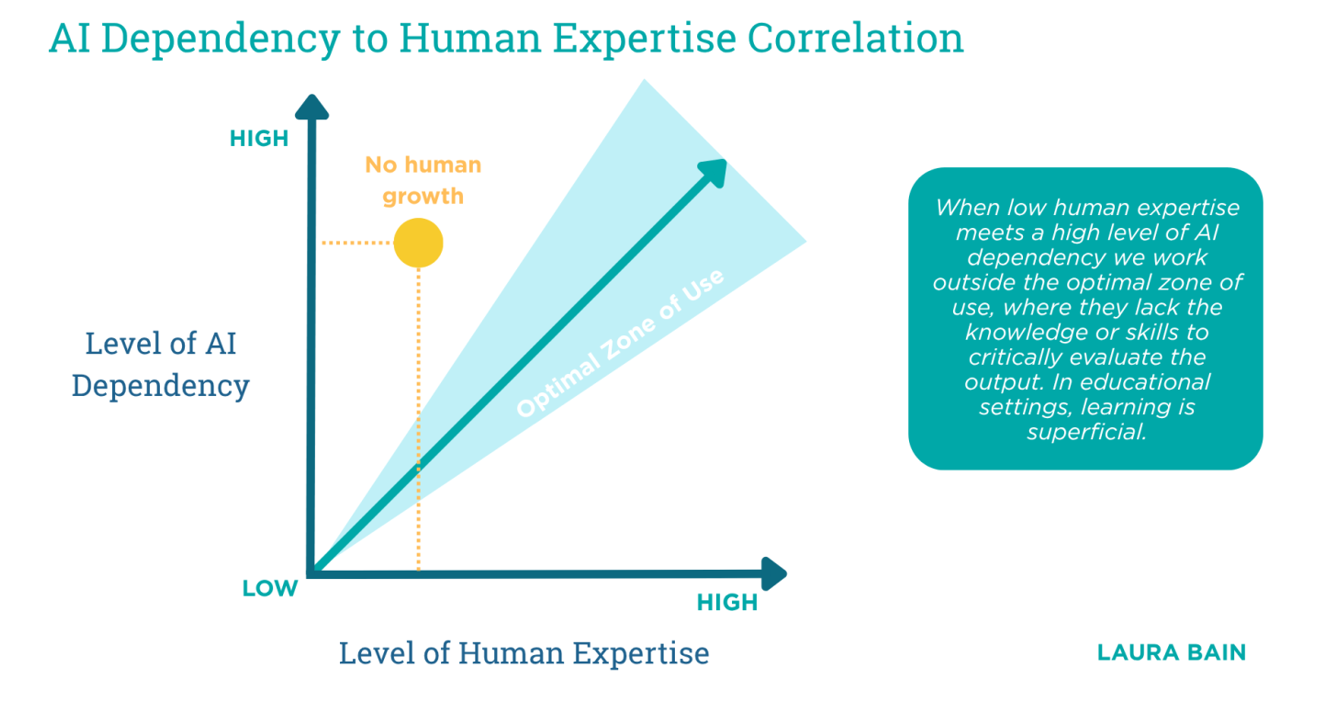 AI Dependency to Human Expertise Correlation
HIGH
No human
growth
Level of AI
Dependency
Optimal Zone of Use
LOW
HIGH
Level of Human Expertise
When low human expertise
meets a high level of AI
dependency we work
outside the optimal zone of
use, where they lack the
knowledge or skills to
critically evaluate the
output. In educational
settings, learning is
superficial.
LAURA BAIN